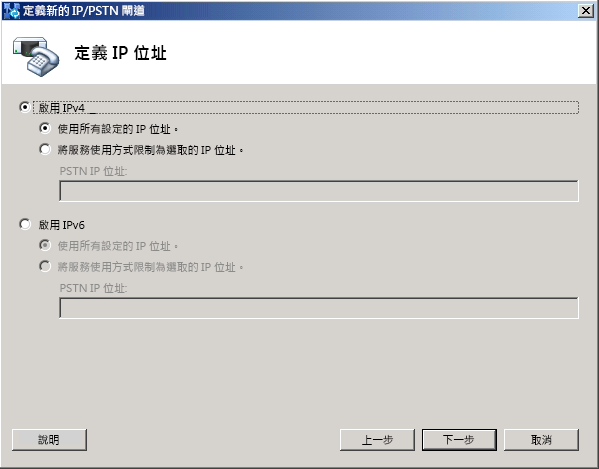 定義新的 IP/PSTN 閘道
定義 IP 位址
啟用 IPv4
使用所有設定的 IP 位址。
將服務使用方式限制為選取的 IP 位址。
PSTN IP 位址:
啟用 IPv6
使用所有設定的 IP 位址。
將服務使用方式限制為選取的 IP 位址。
PSTN IP 位址:
說明
上一步
下一步
取消